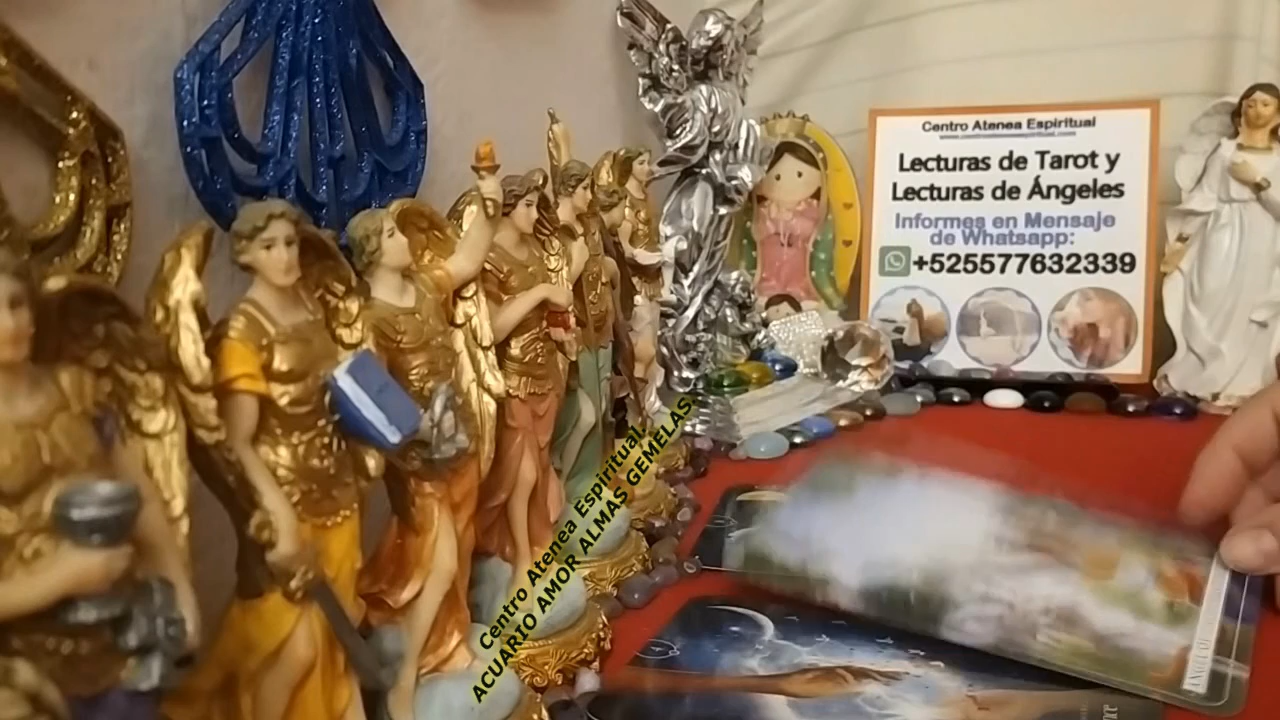 Centro Atenea Espiritual
Lecturas de Tarot y
Lecturas de Ángeles
Informes en Mensaje
de Whatsapp:
+525577632339
Centro Atenea Espiritual
ACUARIO AMOR ALMAS GEMELAS.